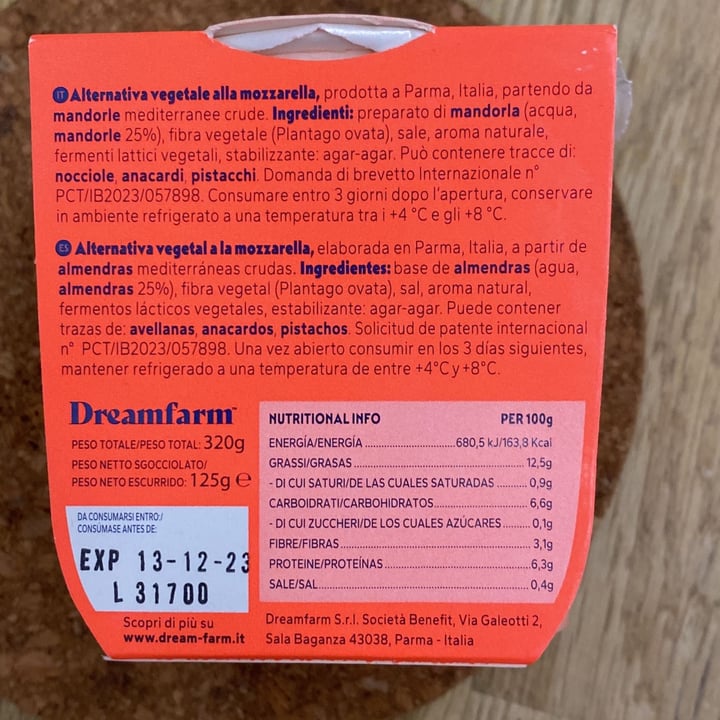 IT Alternativa vegetale alla mozzarella, prodotta a Parma, Italia, partendo da
mandorle mediterranee crude. Ingredienti: preparato di mandorla (acqua,
mandorle 25%), fibra vegetale (Plantago ovata), sale, aroma naturale,
fermenti lattici vegetali, stabilizzante: agar-agar. Può contenere tracce di:
nocciole, anacardi, pistacchi. Domanda di brevetto Internazionale n°
PCT/IB2023/057898. Consumare entro 3 giorni dopo l'apertura, conservare
in ambiente refrigerato a una temperatura tra i +4 °C e gli +8 °C.
ES Alternativa vegetal a la mozzarella, elaborada en Parma, Italia, a partir de
almendras mediterráneas crudas. Ingredientes: base de almendras (agua,
almendras 25%), fibra vegetal (Plantago ovata), sal, aroma natural,
fermentos lácticos vegetales, estabilizante: agar-agar. Puede contener
trazas de: avellanas, anacardos, pistachos. Solicitud de patente internacional
n° PCT/IB2023/057898. Una vez abierto consumir en los 3 días siguientes,
mantener refrigerado a una temperatura de entre +4°C y +8°C.
Dreamfarm™
PESO TOTALE/PESO TOTAL: 320g
PESO NETTO SGOCCIOLATO/
PESO NETO ESCURRIDO: 125g ℮
DA CONSUMARSI ENTRO:/
CONSÚMASE ANTES DE:
EXP 13-12-23
L 31700
Scopri di più su
www.dream-farm.it
NUTRITIONAL INFO PER 100g
ENERGÍA/ENERGÍA ........ 680,5 kJ/163,8 Kcal
GRASSI/GRASAS ........ 12,5g
- DI CUI SATURI/DE LAS CUALES SATURADAS ........ 0,9g
CARBOIDRATI/CARBOHIDRATOS ........ 6,6g
- DI CUI ZUCCHERI/DE LOS CUALES AZÚCARES ........ 0,1g
FIBRE/FIBRAS ........ 3,1g
PROTEINE/PROTEÍNAS ........ 6,3g
SALE/SAL ........ 0,4g
Dreamfarm S.r.l. Società Benefit, Via Galeotti 2,
Sala Baganza 43038, Parma - Italia